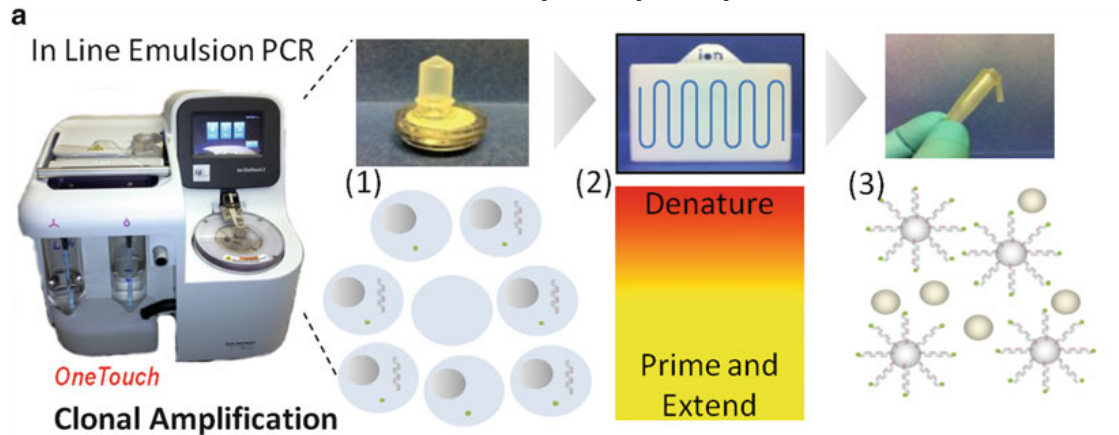 a
In Line Emulsion PCR
ion
(1)
(2)
(3)
Denature
Prime and
Extend
OneTouch
Clonal Amplification